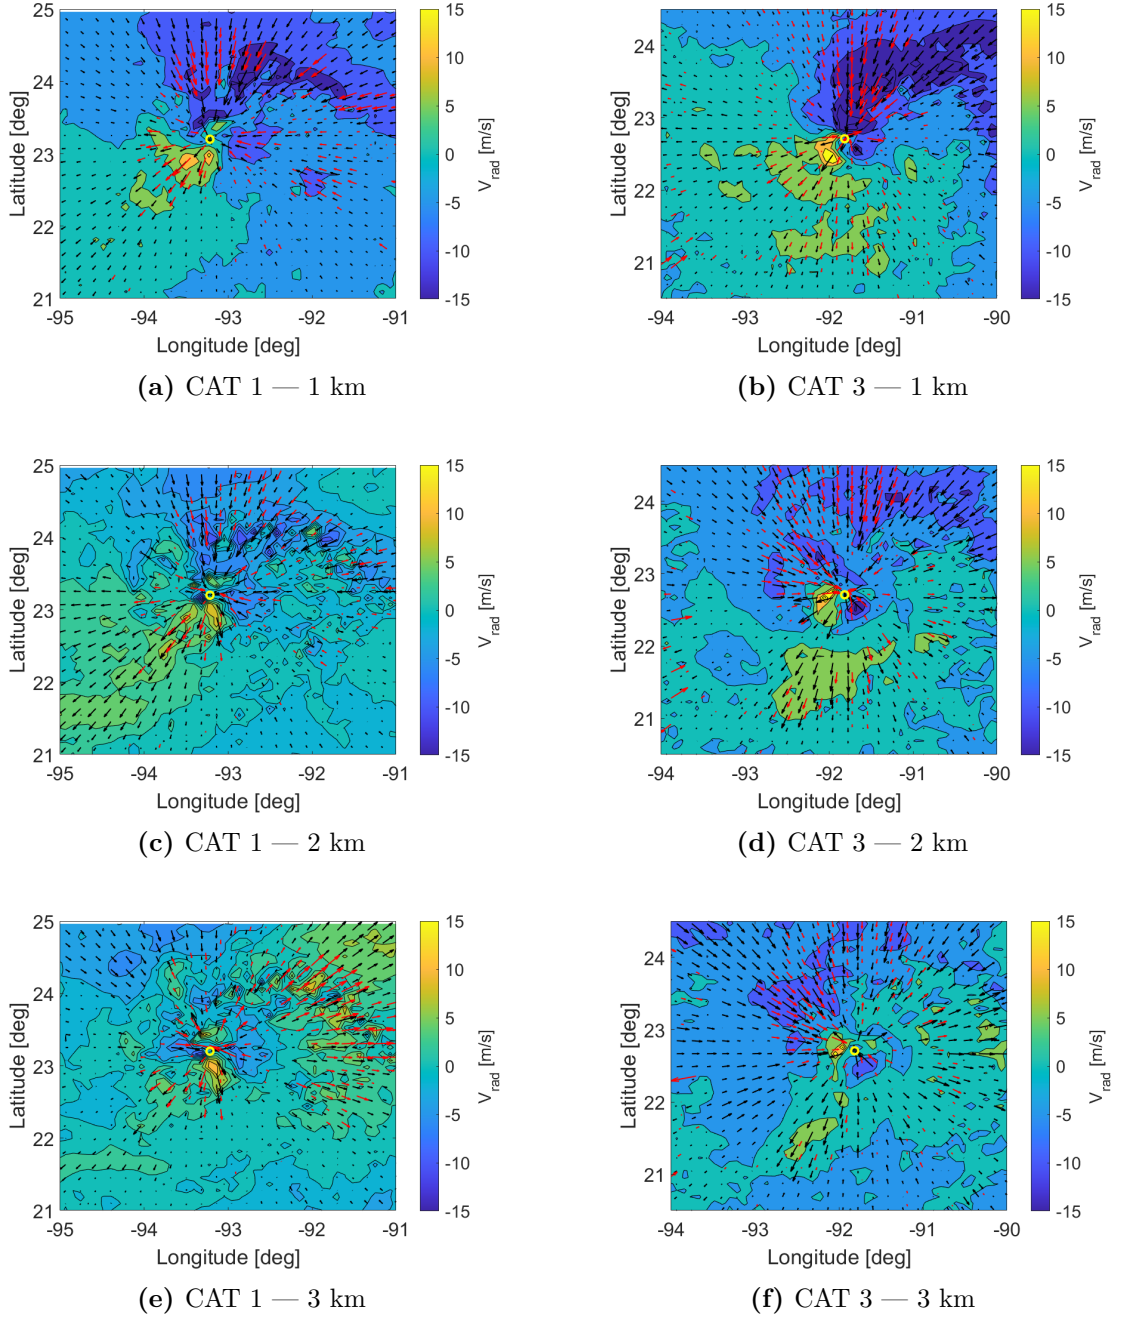 25
24
23
22
21
Latitude [deg]
-95 -94 -93 -92 -91
Longitude [deg]
15
10
5
0
-5
-10
-15
V_rad [m/s]
(a) CAT 1 — 1 km
24
23
22
21
Latitude [deg]
-94 -93 -92 -91 -90
Longitude [deg]
15
10
5
0
-5
-10
-15
V_rad [m/s]
(b) CAT 3 — 1 km
25
24
23
22
21
Latitude [deg]
-95 -94 -93 -92 -91
Longitude [deg]
15
10
5
0
-5
-10
-15
V_rad [m/s]
(c) CAT 1 — 2 km
24
23
22
21
Latitude [deg]
-94 -93 -92 -91 -90
Longitude [deg]
15
10
5
0
-5
-10
-15
V_rad [m/s]
(d) CAT 3 — 2 km
25
24
23
22
21
Latitude [deg]
-95 -94 -93 -92 -91
Longitude [deg]
15
10
5
0
-5
-10
-15
V_rad [m/s]
(e) CAT 1 — 3 km
24
23
22
21
Latitude [deg]
-94 -93 -92 -91 -90
Longitude [deg]
15
10
5
0
-5
-10
-15
V_rad [m/s]
(f) CAT 3 — 3 km